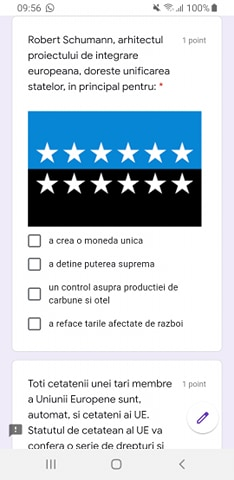 09:56 100%
Robert Schumann, arhitectul 1 point
proiectului de integrare
europeana, doreste unificarea
statelor, in principal pentru: *
a crea o moneda unica
a detine puterea suprema
un control asupra productiei de
carbune si otel
a reface tarile afectate de razboi
Toti cetatenii unei tari membre 1 point
a Uniunii Europene sunt,
automat, si cetateni ai UE.
Statutul de cetatean al UE va
confera o serie de drepturi si